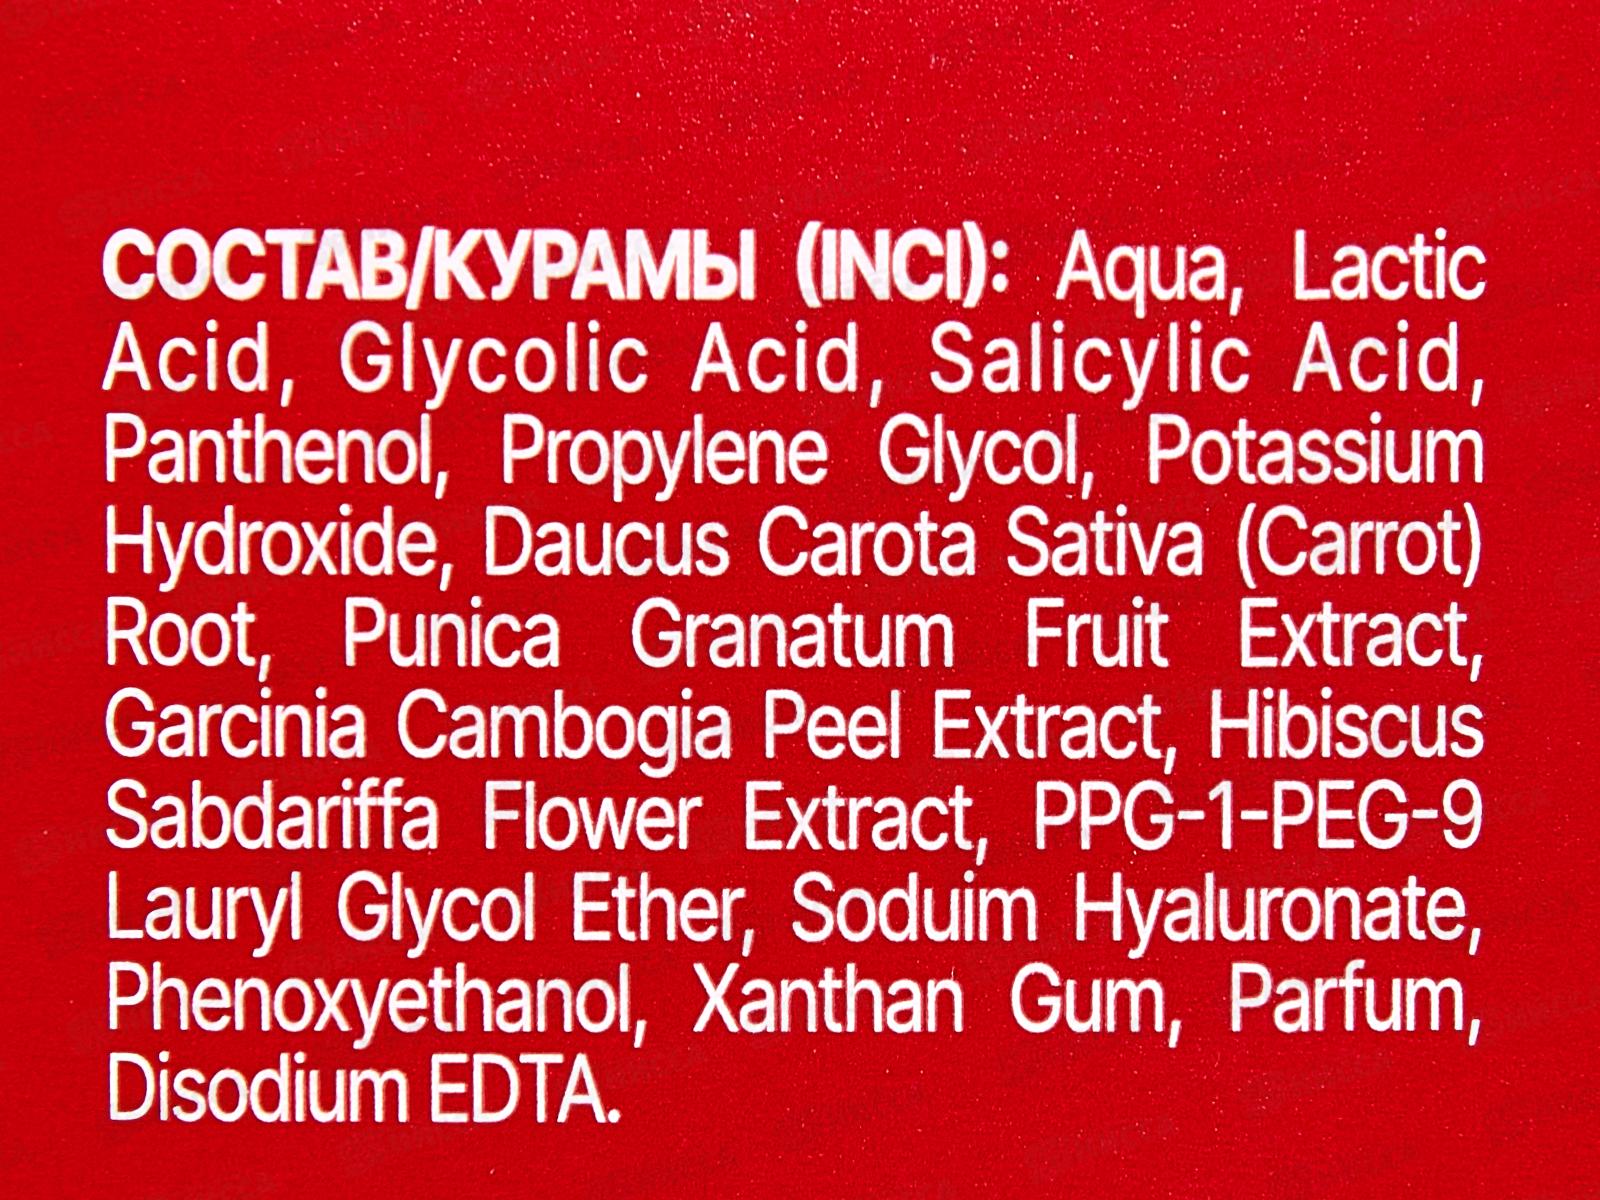 СОСТАВ/КУРАМЫ (INCI): Aqua, Lactic
Acid, Glycolic Acid, Salicylic Acid,
Panthenol, Propylene Glycol, Potassium
Hydroxide, Daucus Carota Sativa (Carrot)
Root, Punica Granatum Fruit Extract,
Garcinia Cambogia Peel Extract, Hibiscus
Sabdariffa Flower Extract, PPG-1-PEG-9
Lauryl Glycol Ether, Soduim Hyaluronate,
Phenoxyethanol, Xanthan Gum, Parfum,
Disodium EDTA.